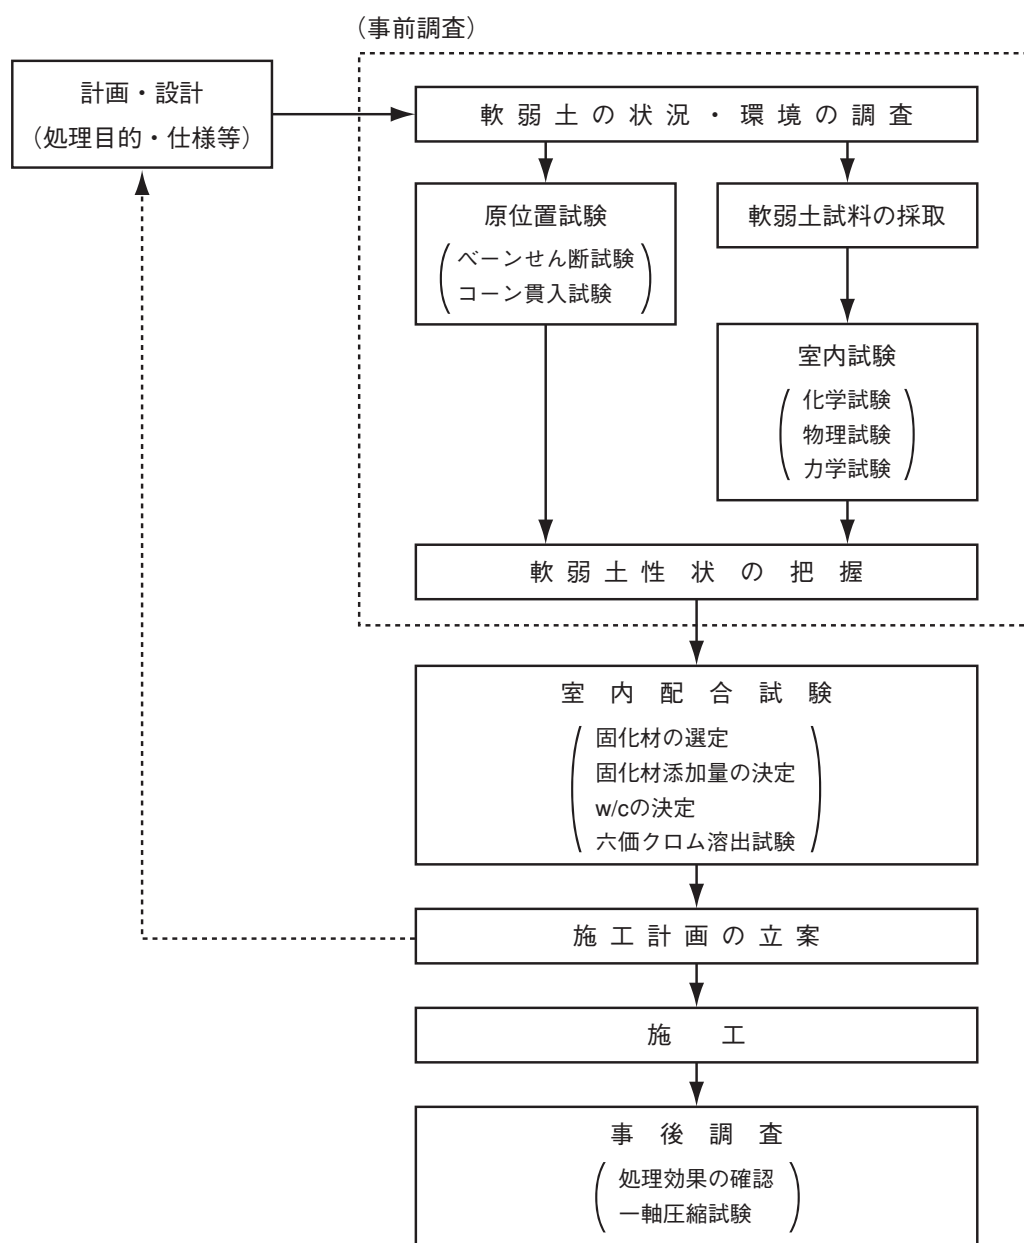 （事前調査）
計画・設計
（処理目的・仕様等）
軟弱土の状況・環境の調査
原位置試験
ベーンせん断試験
コーン貫入試験
軟弱土試料の採取
室内試験
化学試験
物理試験
力学試験
軟弱土性状の把握
室内配合試験
固化材の選定
固化材添加量の決定
w/cの決定
六価クロム溶出試験
施工計画の立案
施工
事後調査
処理効果の確認
一軸圧縮試験